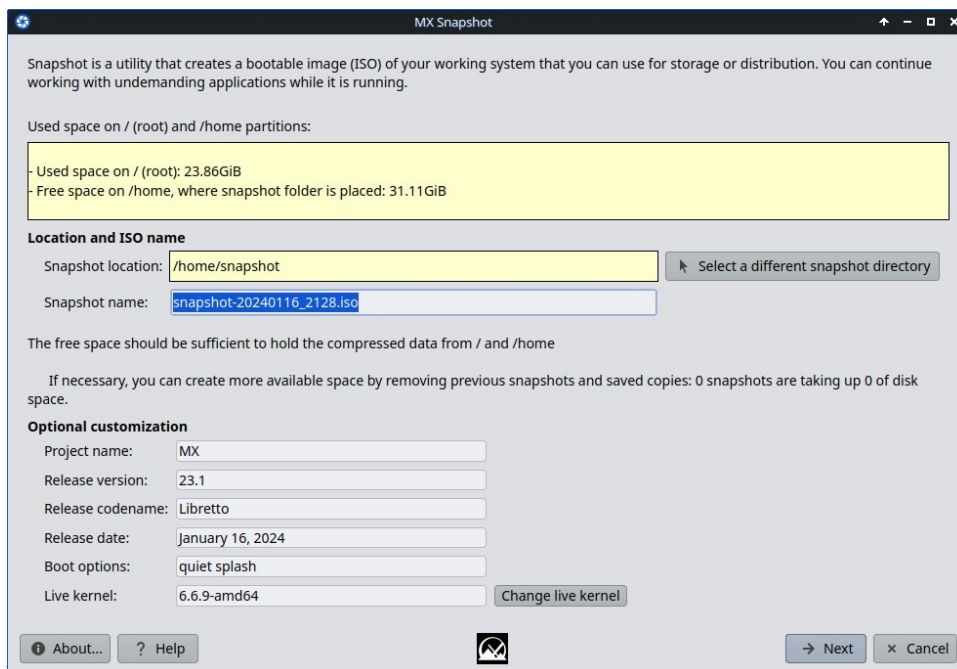 MX Snapshot
Snapshot is a utility that creates a bootable image (ISO) of your working system that you can use for storage or distribution. You can continue
working with undemanding applications while it is running.
Used space on / (root) and /home partitions:
- Used space on / (root): 23.86GiB
- Free space on /home, where snapshot folder is placed: 31.11GiB
Location and ISO name
Snapshot location: /home/snapshot Select a different snapshot directory
Snapshot name: snapshot-20240116_2128.iso
The free space should be sufficient to hold the compressed data from / and /home
If necessary, you can create more available space by removing previous snapshots and saved copies: 0 snapshots are taking up 0 of disk
space.
Optional customization
Project name: MX
Release version: 23.1
Release codename: Libretto
Release date: January 16, 2024
Boot options: quiet splash
Live kernel: 6.6.9-amd64 Change live kernel
About... ? Help Next Cancel